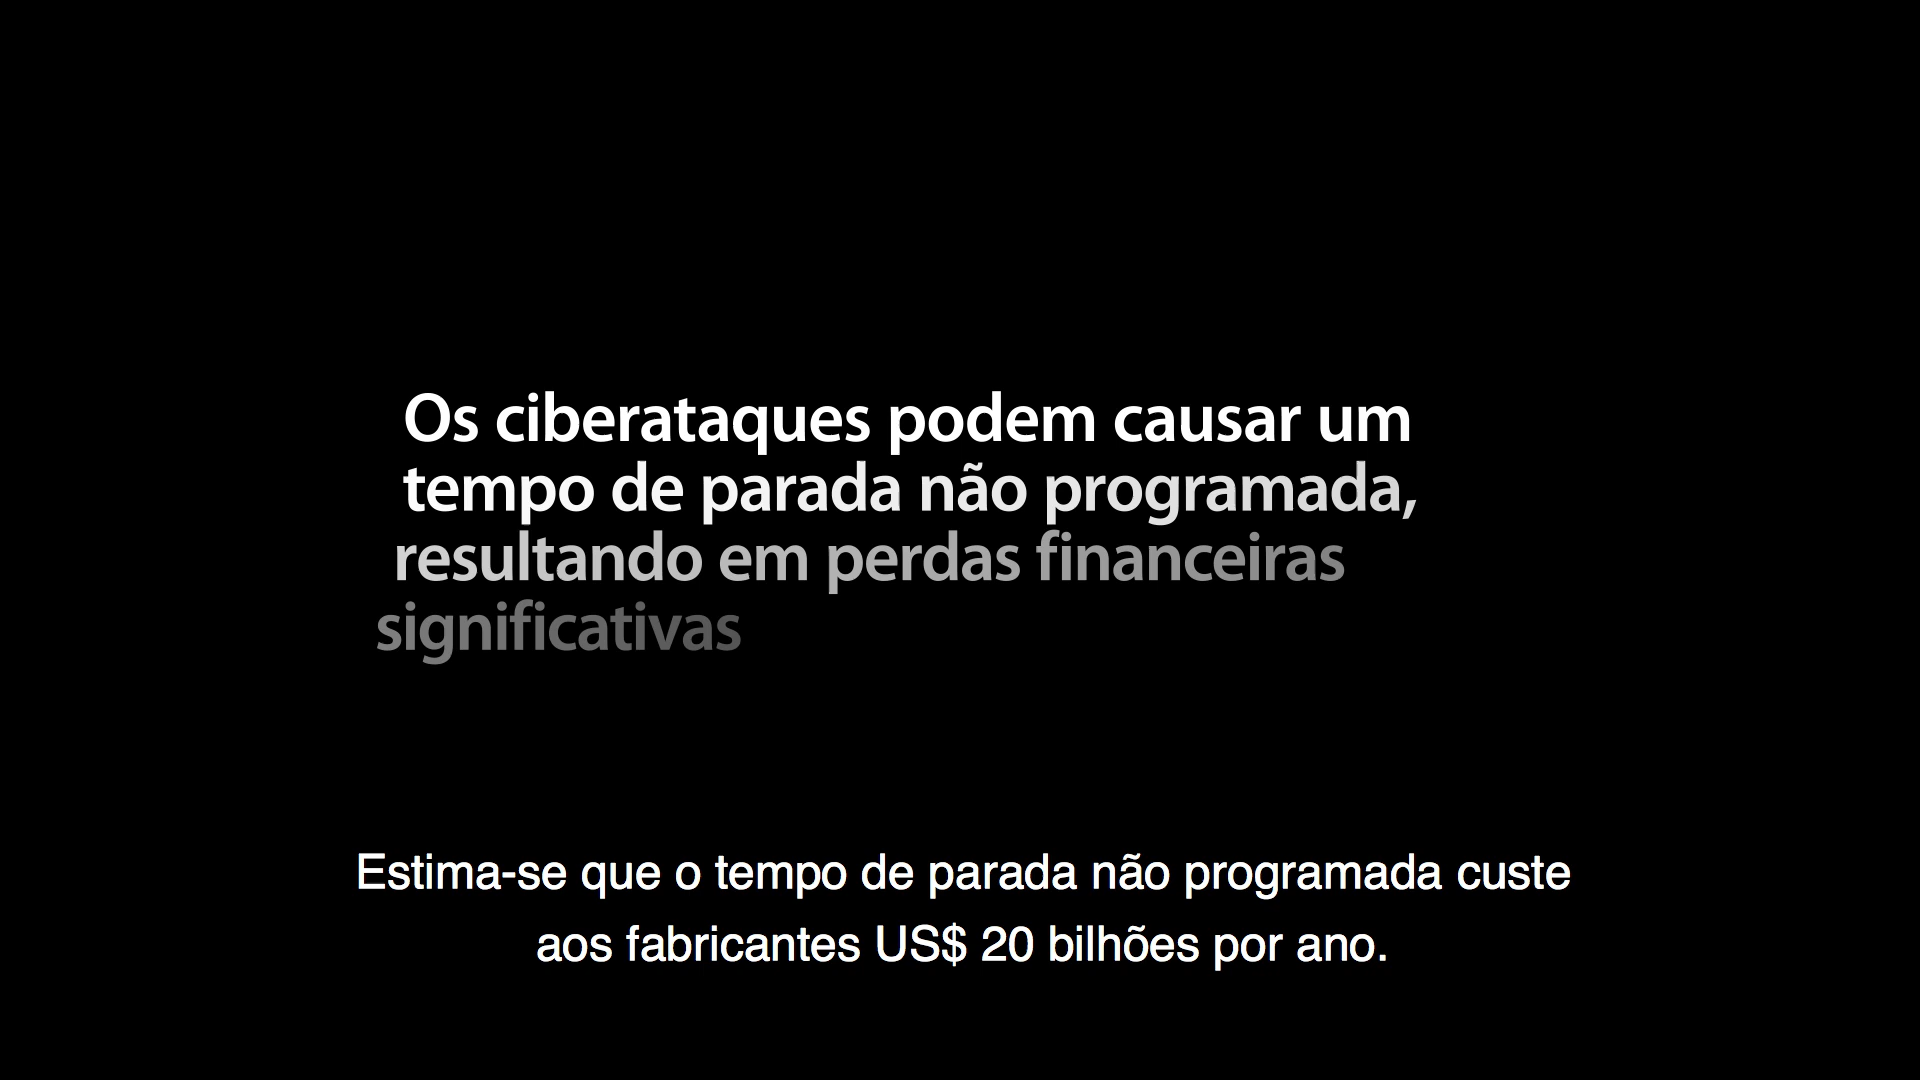 Os ciberataques podem causar um
tempo de parada não programada,
resultando em perdas financeiras
significativas
Estima-se que o tempo de parada não programada custe
aos fabricantes US$ 20 bilhões por ano.